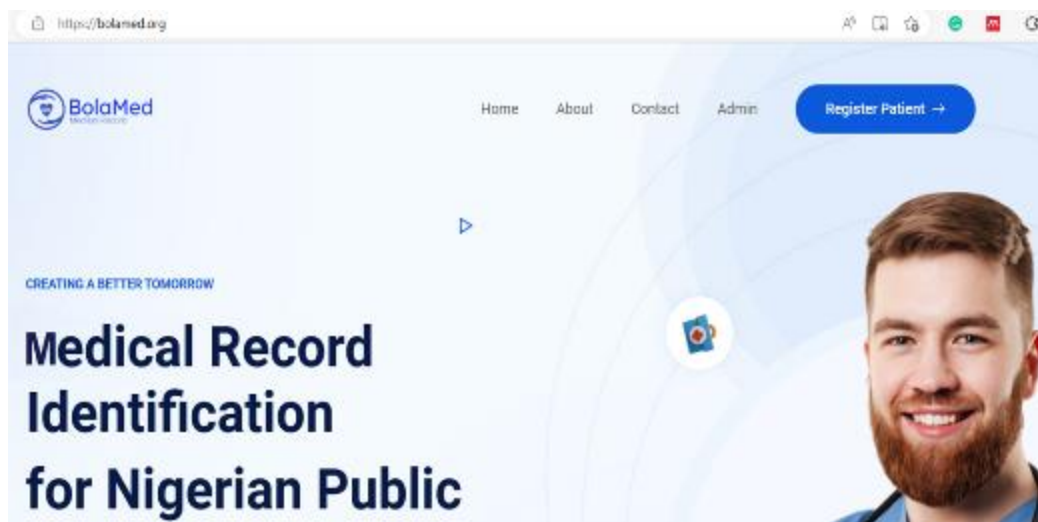 https://bolamed.org
BolaMed
Home About Contact Admin Register Patient →
CREATING A BETTER TOMORROW
Medical Record
Identification
for Nigerian Public